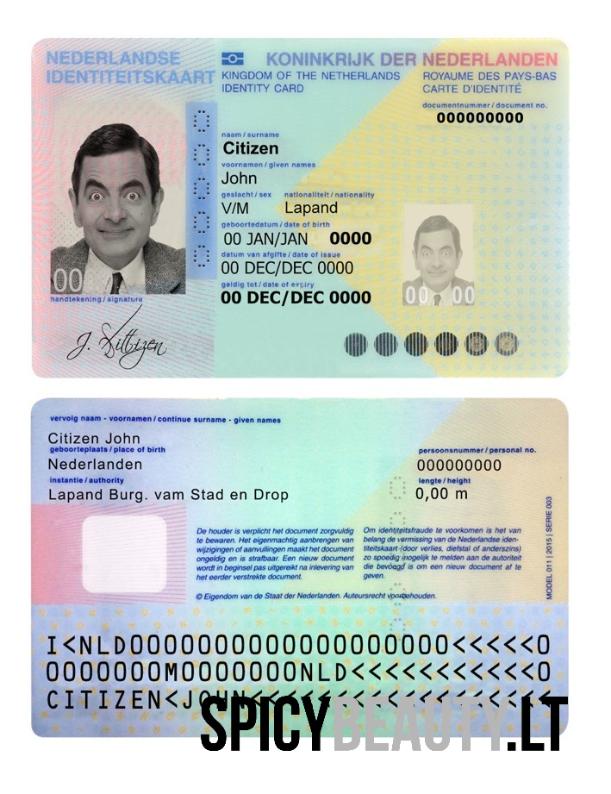 NEDERLANDSE
IDENTITEITSKAART
KONINKRIJK DER NEDERLANDEN
KINGDOM OF THE NETHERLANDS
IDENTITY CARD
ROYAUME DES PAYS-BAS
CARTE D'IDENTITÉ
documentnummer / document no.
000000000
naam / surname
Citizen
voornamen / given names
John
geslacht / sex nationaliteit / nationality
V/M Lapand
geboortedatum / date of birth
00 JAN/JAN 0000
datum van afgifte / date of issue
00 DEC/DEC 0000
geldig tot / date of expiry
00 DEC/DEC 0000
00
00 00
handtekening / signature
J. Sittizen
vervolg naam - voornamen / continue surname - given names
Citizen John
geboorteplaats / place of birth
Nederlanden
instantie / authority
Lapand Burg. vam Stad en Drop
persoonsnummer / personal no.
000000000
lengte / height
0,00 m
De houder is verplicht het document zorgvuldig
te bewaren. Het eigenmachtig aanbrengen van
wijzigingen of aanvullingen maakt het document
ongeldig en is strafbaar. Een nieuw document
wordt in beginsel pas uitgereikt na inlevering van
het eerder verstrekte document.
Om identiteitsfraude te voorkomen is het van
belang de vermissing van de Nederlandse iden-
titeitskaart (door verlies, diefstal of anderszins)
zo spoedig mogelijk te melden aan de autoriteit
die bevoegd is om een nieuw document af te
geven.
© Eigendom van de Staat der Nederlanden. Auteursrecht voorbehouden.
MODEL 011 | 2015 | SERIE 003
I<NLD0000000000000000000<<<<<0
0000000M0000000NLD<<<<<<<<<<<0
CITIZEN<JOHN<<<<<<<<<<<<<<<<<<
SPICYBEAUTY.LT